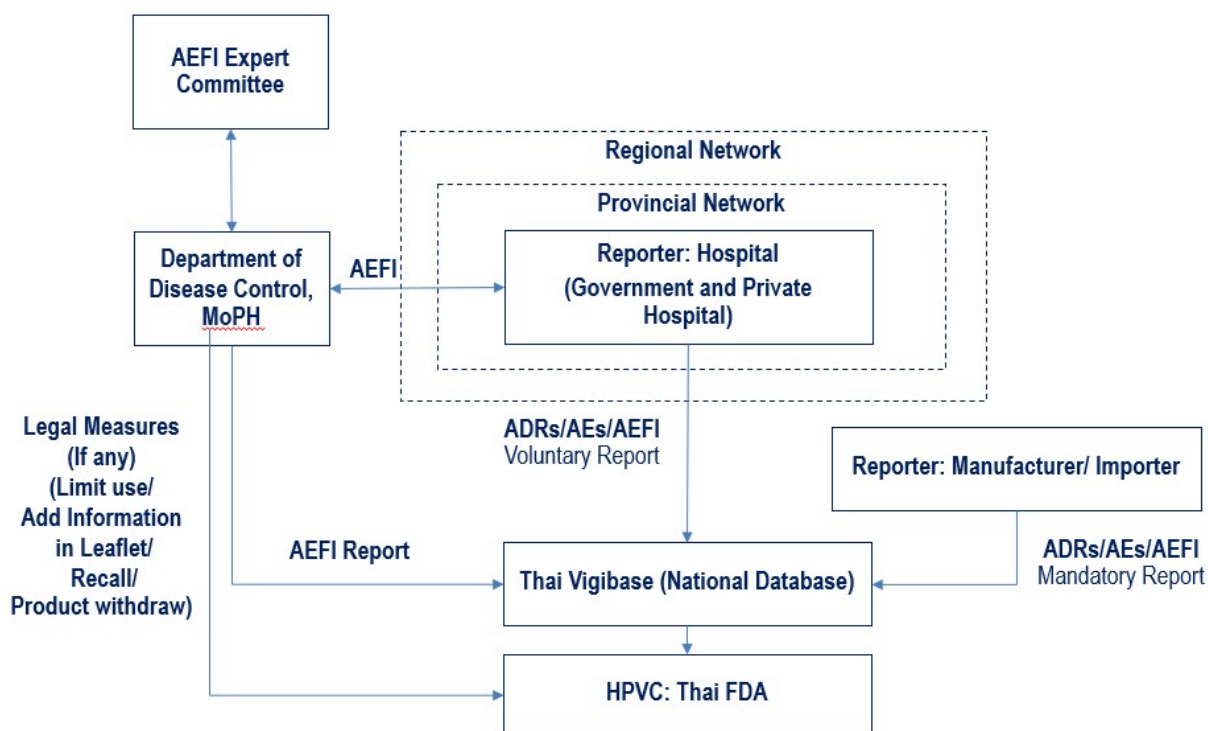 AEFI Expert
Committee
Regional Network
Provincial Network
Reporter: Hospital
(Government and Private
Hospital)
Department of
Disease Control,
MoPH
AEFI
Legal Measures
(If any)
(Limit use/
Add Information
in Leaflet/
Recall/
Product withdraw)
ADRs/AEs/AEFI
Voluntary Report
Reporter: Manufacturer/ Importer
ADRs/AEs/AEFI
Mandatory Report
AEFI Report
Thai Vigibase (National Database)
HPVC: Thai FDA